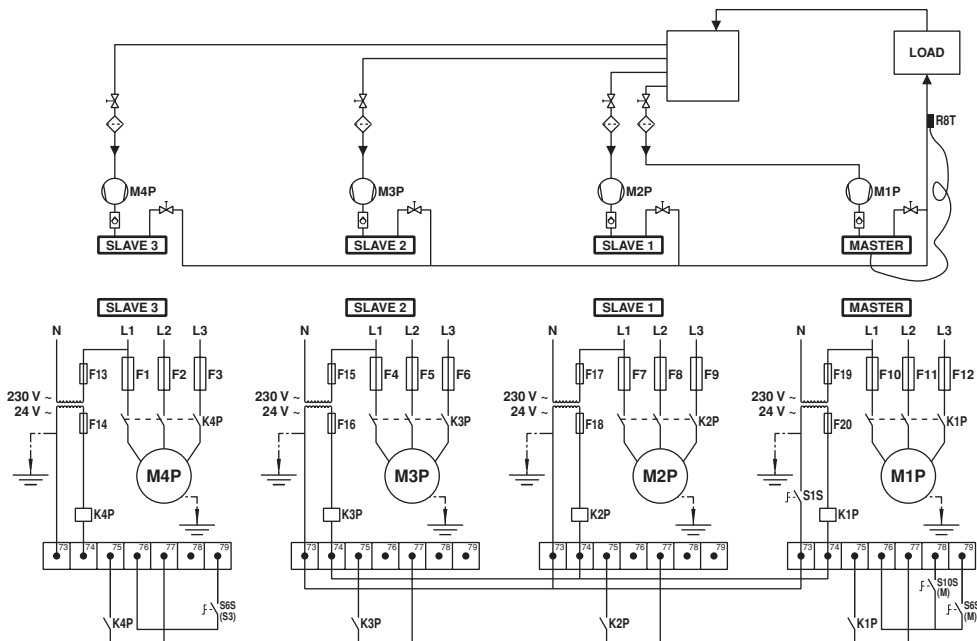 LOAD
R8T
M4P M3P M2P M1P
SLAVE 3 SLAVE 2 SLAVE 1 MASTER
SLAVE 3 SLAVE 2 SLAVE 1 MASTER
N L1 L2 L3 N L1 L2 L3 N L1 L2 L3 N L1 L2 L3
F13 F1 F2 F3 F15 F4 F5 F6 F17 F7 F8 F9 F19 F10 F11 F12
230 V ~ 230 V ~ 230 V ~ 230 V ~
24 V ~ 24 V ~ 24 V ~ 24 V ~
F14 K4P F16 K3P F18 K2P F20 K1P
M4P M3P M2P M1P
S1S
K4P K3P K2P K1P
73 74 75 76 77 78 79 73 74 75 76 77 78 79 73 74 75 76 77 78 79 73 74 75 76 77 78 79
S10S
(M)
S6S
(S3)
S6S
(M)
K4P K3P K2P K1P